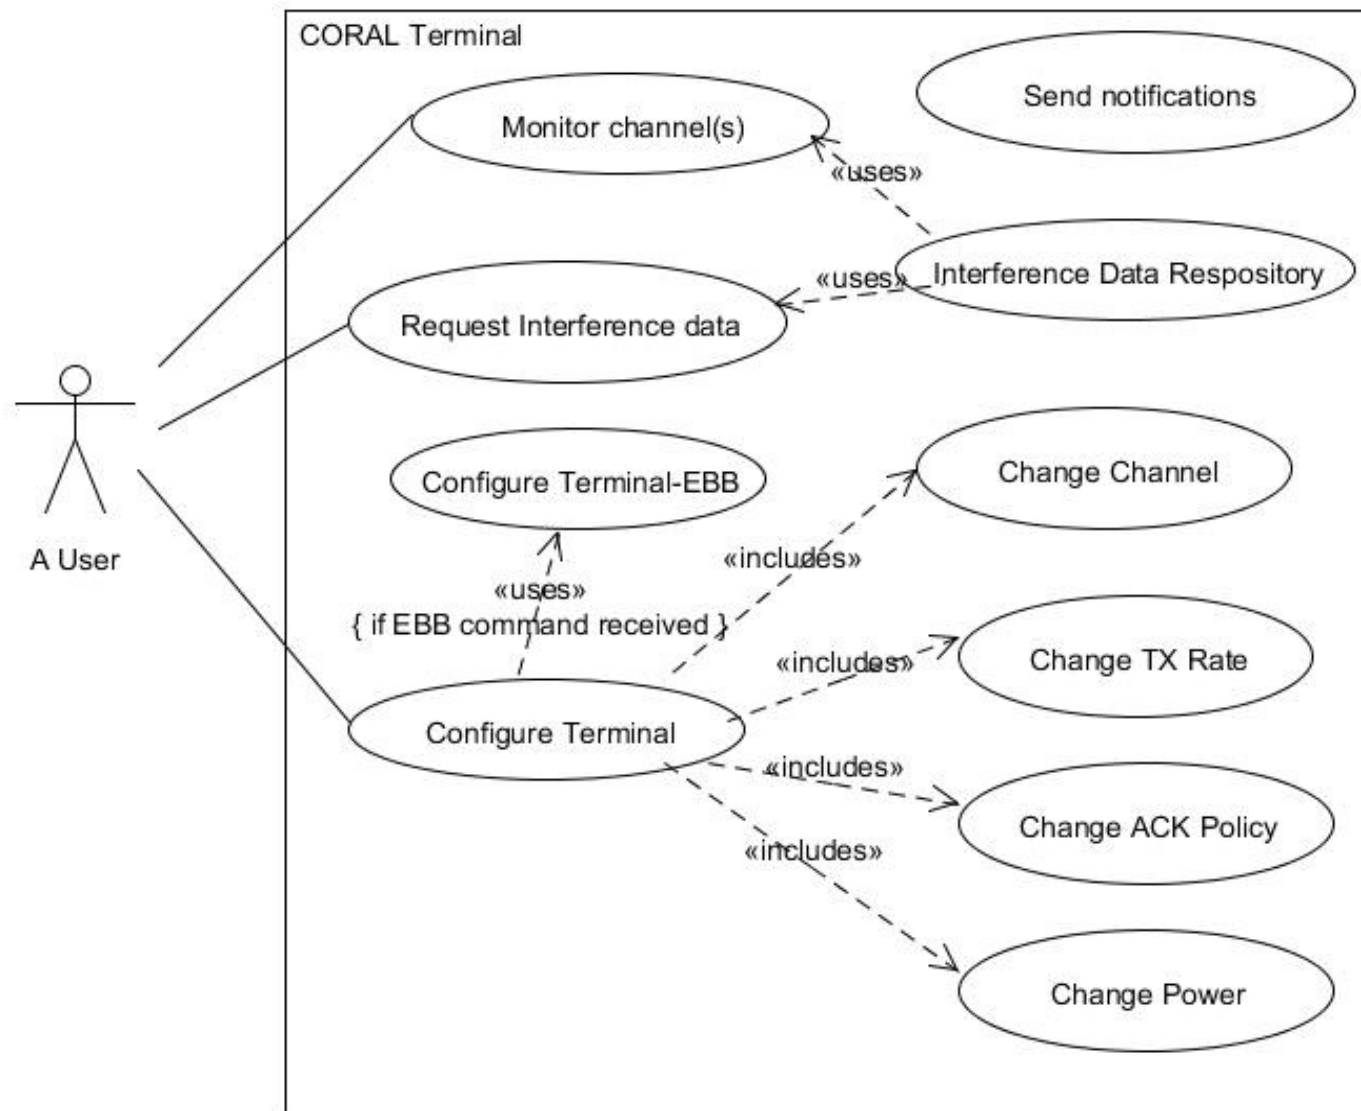 CORAL Terminal
Send notifications
Monitor channel(s)
«uses»
Interference Data Respository
«uses»
Request Interference data
Change Channel
Configure Terminal-EBB
«includes»
A User
«uses»
{ if EBB command received }
«includes»
Change TX Rate
Configure Terminal
«includes»
Change ACK Policy
«includes»
Change Power